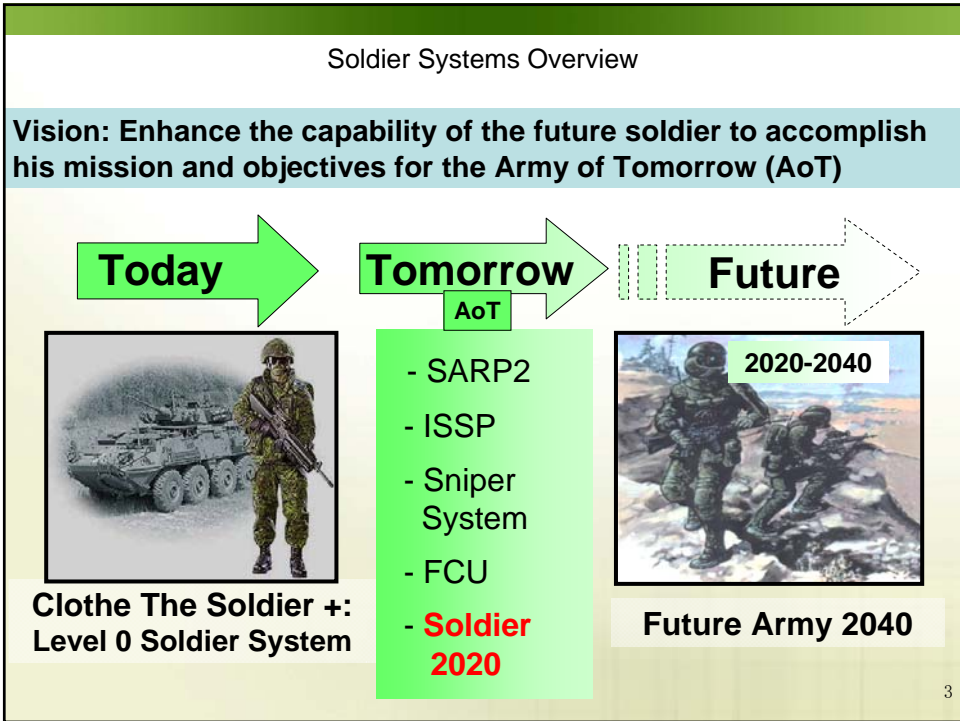 Soldier Systems Overview
Vision: Enhance the capability of the future soldier to accomplish
his mission and objectives for the Army of Tomorrow (AoT)
Today
Tomorrow
AoT
Future
- SARP2
- ISSP
- Sniper
System
- FCU
- Soldier
2020
2020-2040
Clothe The Soldier +:
Level 0 Soldier System
Future Army 2040
3